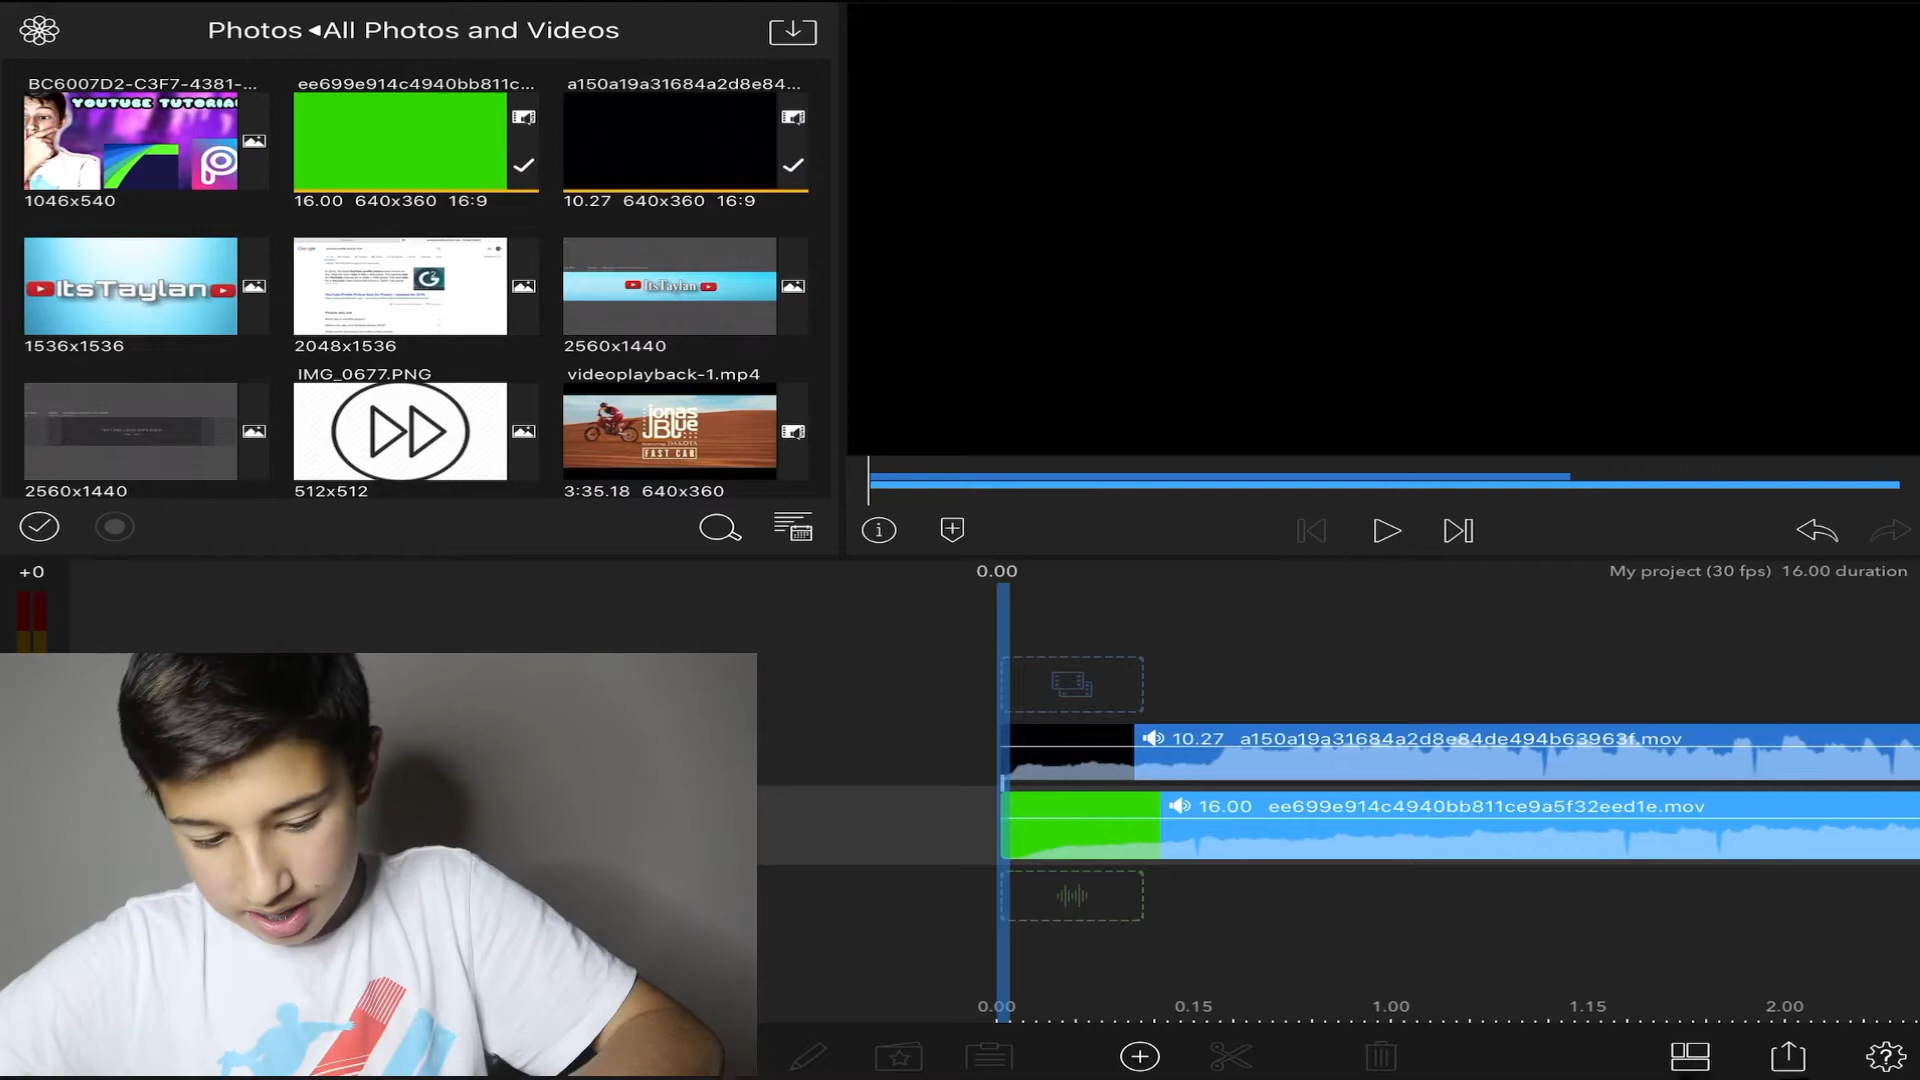 Photos ◂All Photos and Videos
BC6007D2-C3F7-4381-...
ee699e914c4940bb811c...
a150a19a31684a2d8e84...
YOUTUBE TUTORIAL
1046x540
16.00 640x360 16:9
10.27 640x360 16:9
ItsTaylan
Google
ItsTaylan
1536x1536
2048x1536
2560x1440
IMG_0677.PNG
videoplayback-1.mp4
Jonas
Blue
DAKOTA
FAST CAR
2560x1440
512x512
3:35.18 640x360
+0
0.00
My project (30 fps) 16.00 duration
10.27 a150a19a31684a2d8e84de494b63963f.mov
16.00 ee699e914c4940bb811ce9a5f32eed1e.mov
0.00
0.15
1.00
1.15
2.00